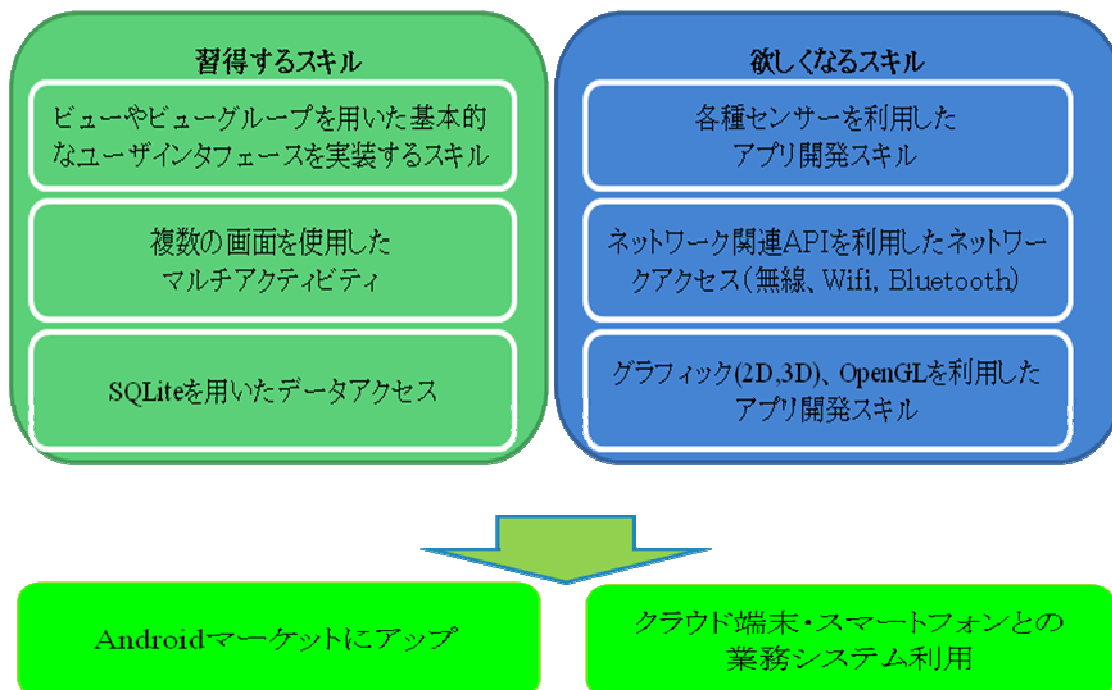 習得するスキル
ビューやビューグループを用いた基本的
なユーザインタフェースを実装するスキル
複数の画面を使用した
マルチアクティビティ
SQLiteを用いたデータアクセス
欲しくなるスキル
各種センサーを利用した
アプリ開発スキル
ネットワーク関連APIを利用したネットワー
クアクセス(無線、Wifi, Bluetooth)
グラフィック(2D,3D)、OpenGLを利用した
アプリ開発スキル
Androidマーケットにアップ
クラウド端末・スマートフォンとの
業務システム利用